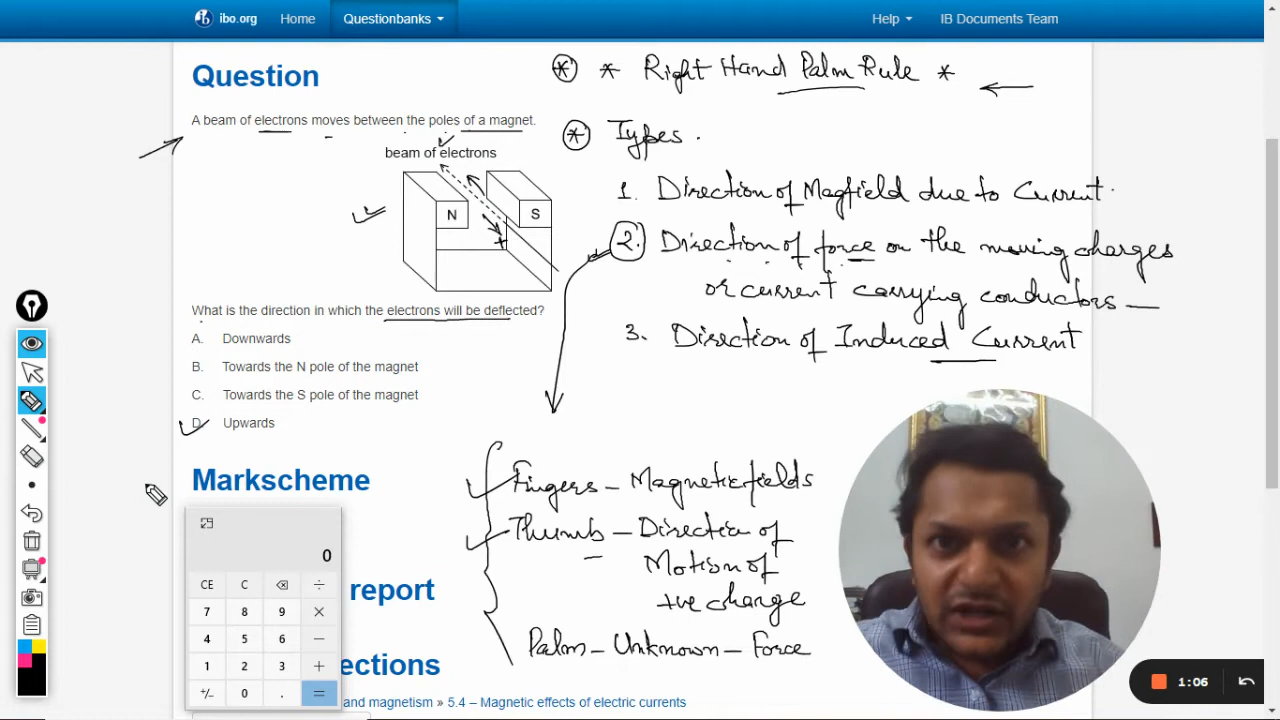 ibo.org Home Questionbanks Help IB Documents Team
Question
A beam of electrons moves between the poles of a magnet.
beam of electrons
N
S
+
What is the direction in which the electrons will be deflected?
A. Downwards
B. Towards the N pole of the magnet
C. Towards the S pole of the magnet
D. Upwards
Markscheme
report
ections
and magnetism » 5.4 – Magnetic effects of electric currents
* * Right Hand Palm Rule *
* Types.
1. Direction of Magfield due to Current.
2. Direction of force on the moving charges
or current carrying conductors —
3. Direction of Induced Current
Fingers – Magnetic fields
Thumb – Direction of
Motion of
+ve charge
Palm – Unknown – Force
0
CE C ÷
7 8 9 ×
4 5 6 −
1 2 3 +
+/- 0 . =
1:06